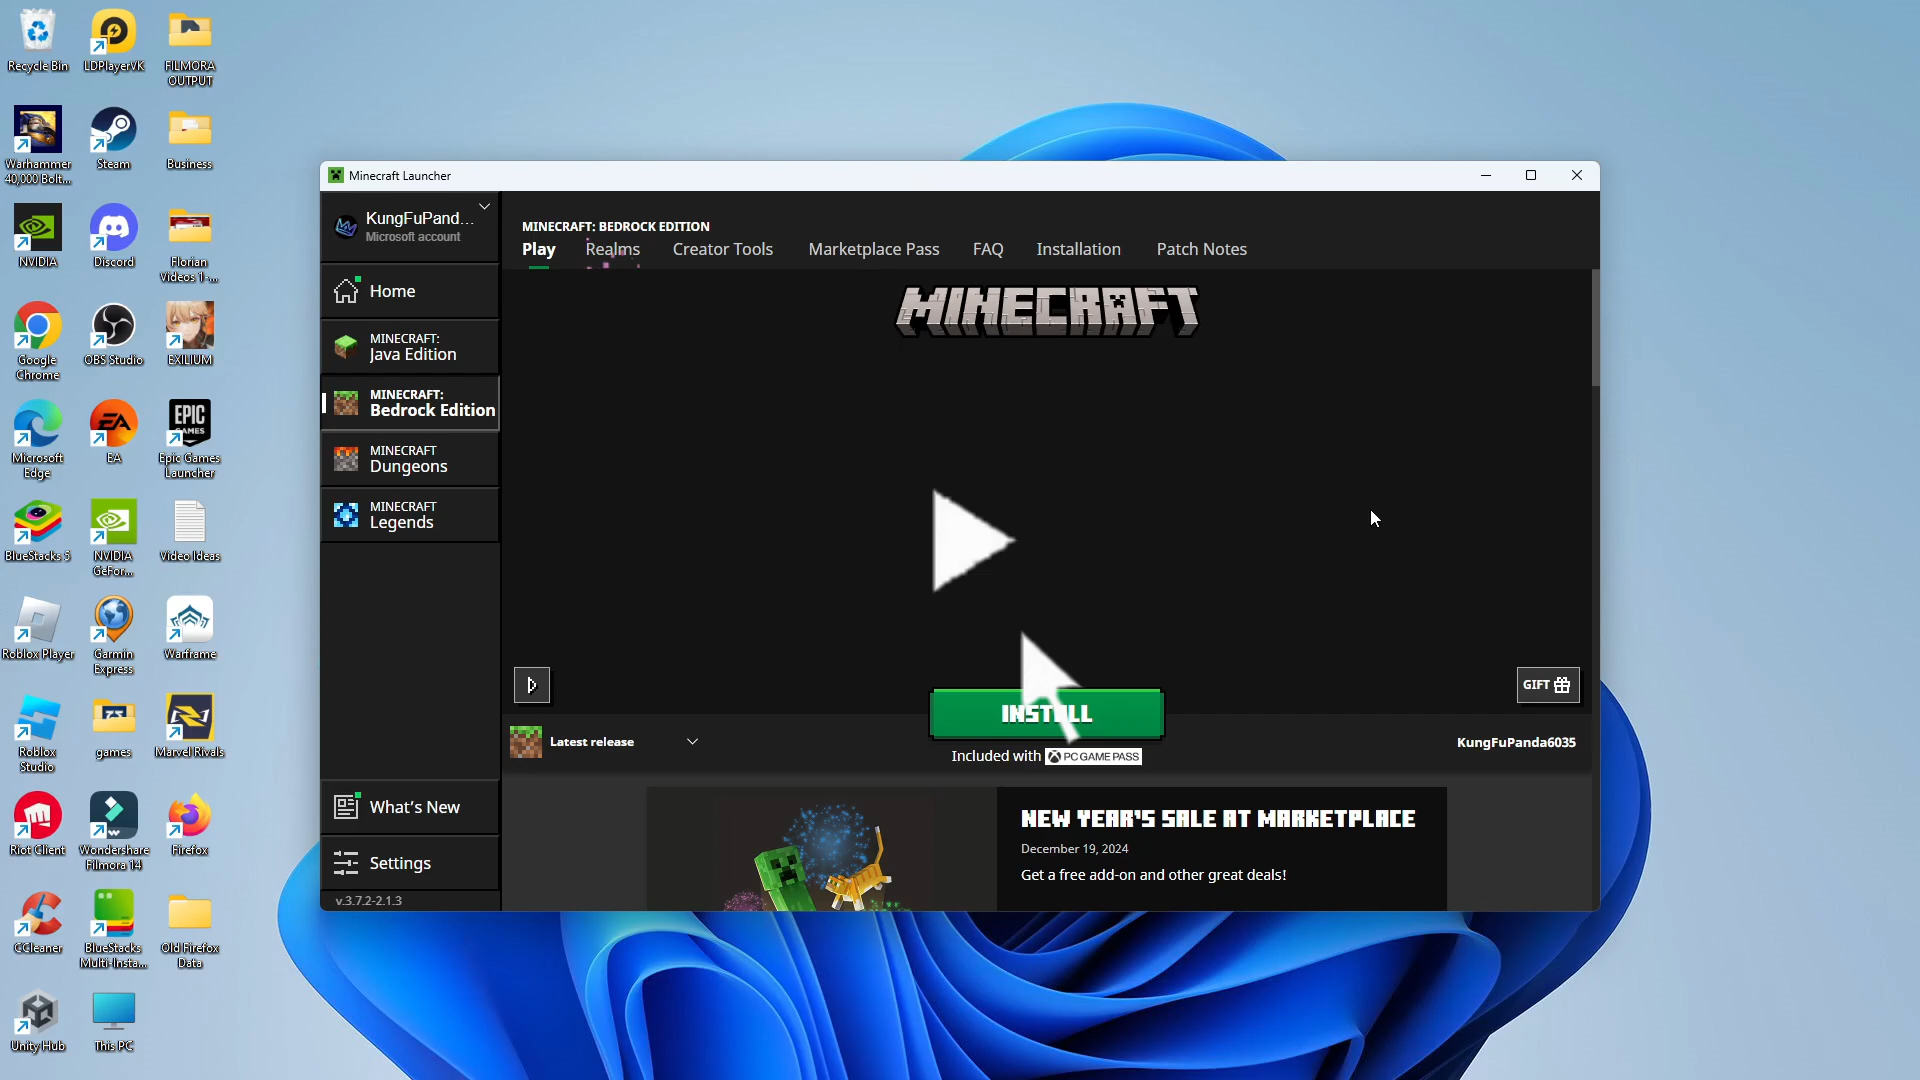 Recycle Bin
LDPlayerVK
FILMORA
OUTPUT
Warhammer
40,000 Bolt...
Steam
Business
NVIDIA
Discord
Florian
Videos 1-...
Google
Chrome
OBS Studio
EXILIUM
Microsoft
Edge
EA
Epic Games
Launcher
BlueStacks 5
NVIDIA
GeFor...
Video Ideas
Roblox Player
Garmin
Express
Warframe
Roblox
Studio
games
Marvel Rivals
Riot Client
Wondershare
Filmora 14
Firefox
CCleaner
BlueStacks
Multi-Insta...
Old Firefox
Data
Unity Hub
This PC
EA
EPIC
GAMES
Minecraft Launcher
KungFuPand...
Microsoft account
Home
MINECRAFT:
Java Edition
MINECRAFT:
Bedrock Edition
MINECRAFT
Dungeons
MINECRAFT
Legends
What's New
Settings
v.3.7.2-2.1.3
MINECRAFT: BEDROCK EDITION
Play Realms Creator Tools Marketplace Pass FAQ Installation Patch Notes
MINECRAFT
GIFT
INSTALL
Latest release
Included with PC GAME PASS
KungFuPanda6035
NEW YEAR'S SALE AT MARKETPLACE
December 19, 2024
Get a free add-on and other great deals!